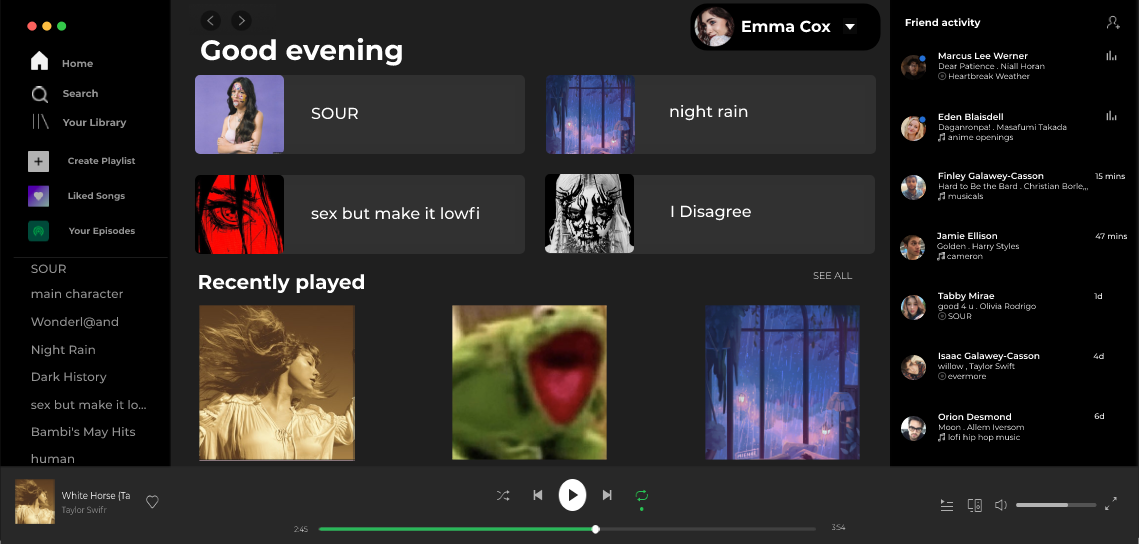 Home
Search
Your Library
Create Playlist
Liked Songs
Your Episodes
SOUR
main character
Wonderl@and
Night Rain
Dark History
sex but make it lo...
Bambi's May Hits
human
Good evening
Emma Cox
SOUR
night rain
sex but make it lowfi
I Disagree
Recently played
SEE ALL
Friend activity
Marcus Lee Werner
Dear Patience . Niall Horan
Heartbreak Weather
Eden Blaisdell
Daganronpa! . Masafumi Takada
anime openings
Finley Galawey-Casson
15 mins
Hard to Be the Bard . Christian Borle,,,
musicals
Jamie Ellison
47 mins
Golden . Harry Styles
cameron
Tabby Mirae
1d
good 4 u . Olivia Rodrigo
SOUR
Isaac Galawey-Casson
4d
willow , Taylor Swift
evermore
Orion Desmond
6d
Moon . Allem Iversom
lofi hip hop music
White Horse (Ta
Taylor Swifr
2:45
3:54